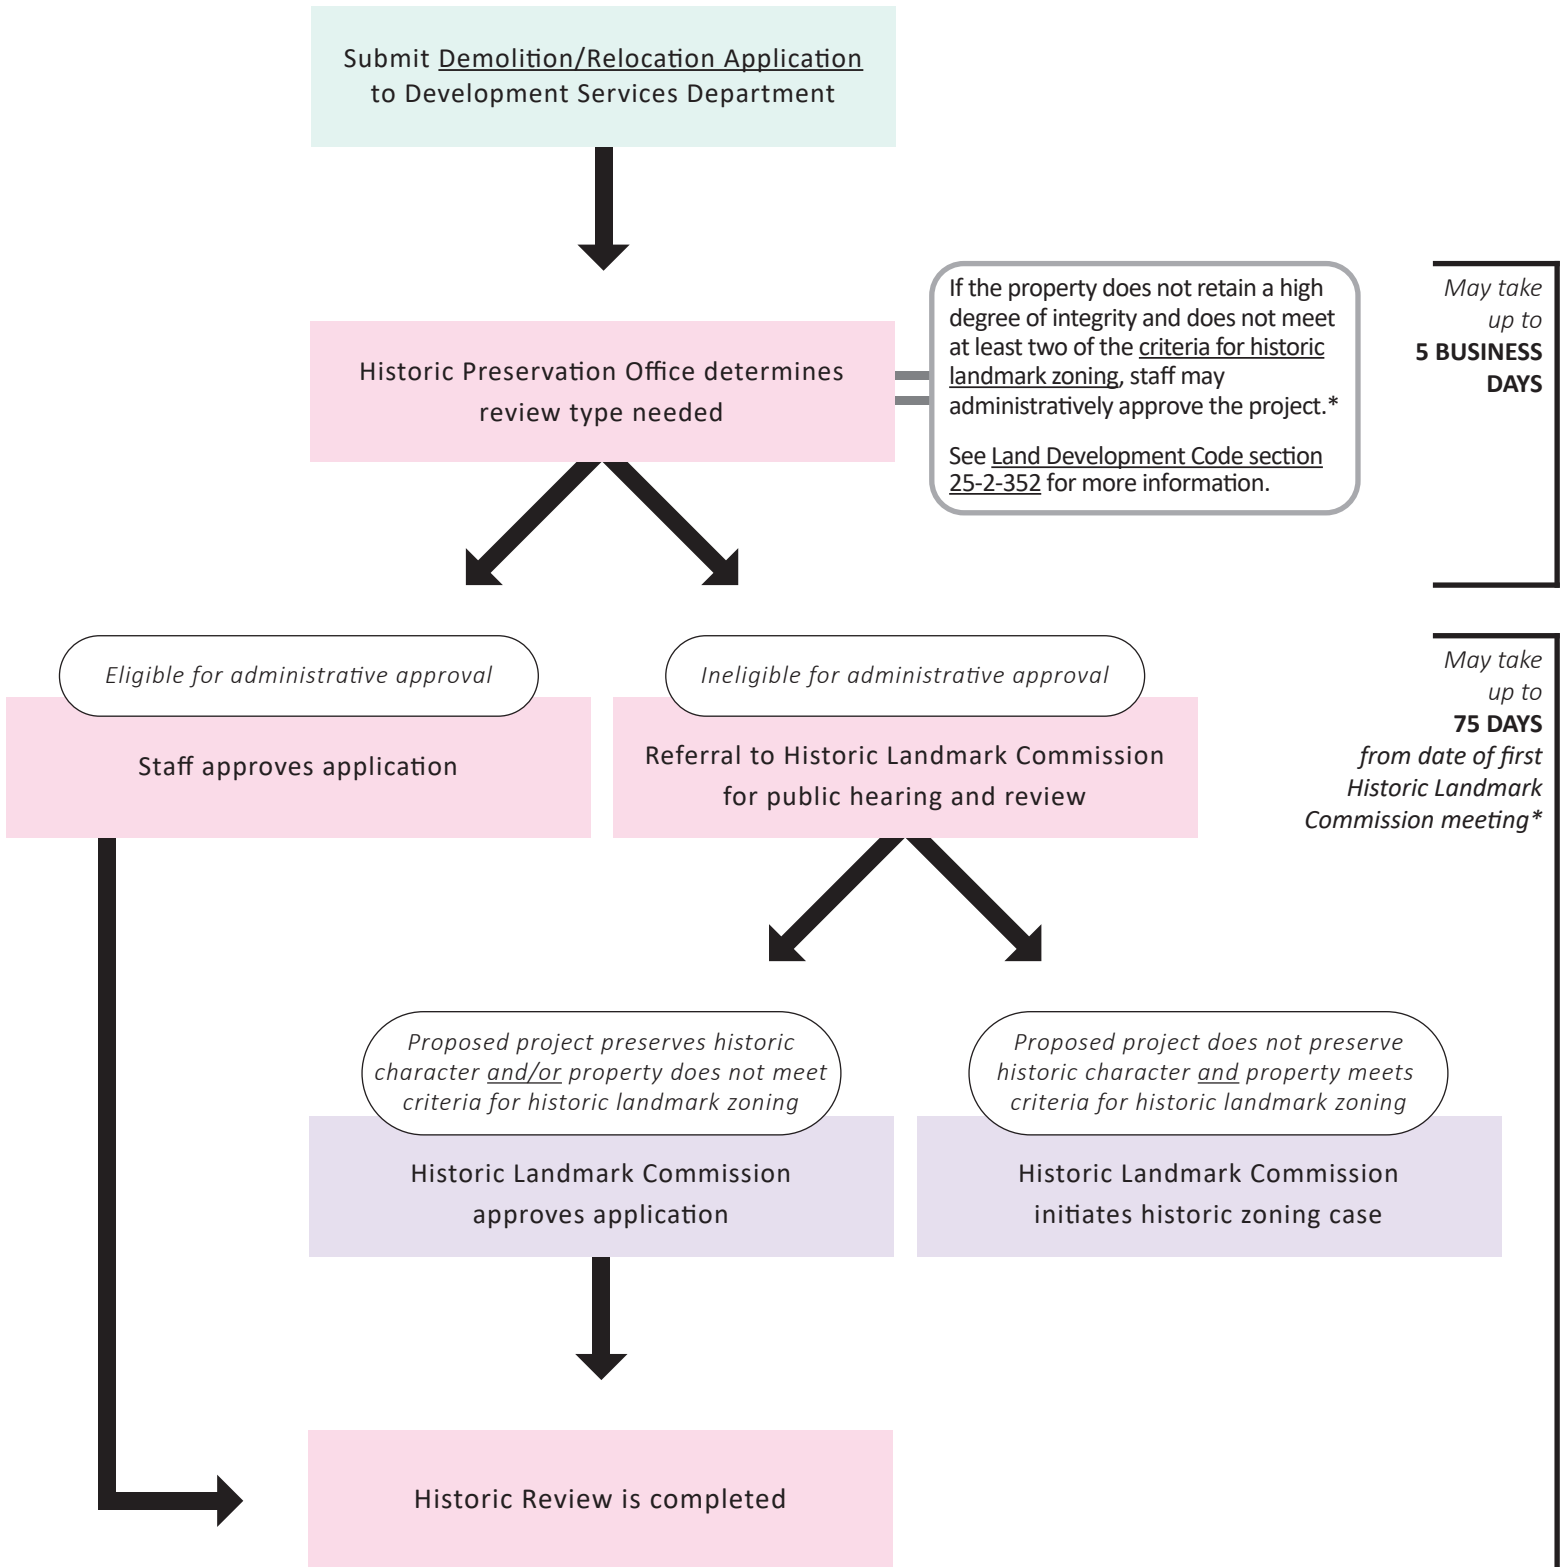 Submit Demolition/Relocation Application
to Development Services Department
Historic Preservation Office determines
review type needed
If the property does not retain a high
degree of integrity and does not meet
at least two of the criteria for historic
landmark zoning, staff may
administratively approve the project.*
See Land Development Code section
25-2-352 for more information.
May take
up to
5 BUSINESS
DAYS
Eligible for administrative approval
Staff approves application
Ineligible for administrative approval
Referral to Historic Landmark Commission
for public hearing and review
May take
up to
75 DAYS
from date of first
Historic Landmark
Commission meeting*
Proposed project preserves historic
character and/or property does not meet
criteria for historic landmark zoning
Historic Landmark Commission
approves application
Proposed project does not preserve
historic character and property meets
criteria for historic landmark zoning
Historic Landmark Commission
initiates historic zoning case
Historic Review is completed